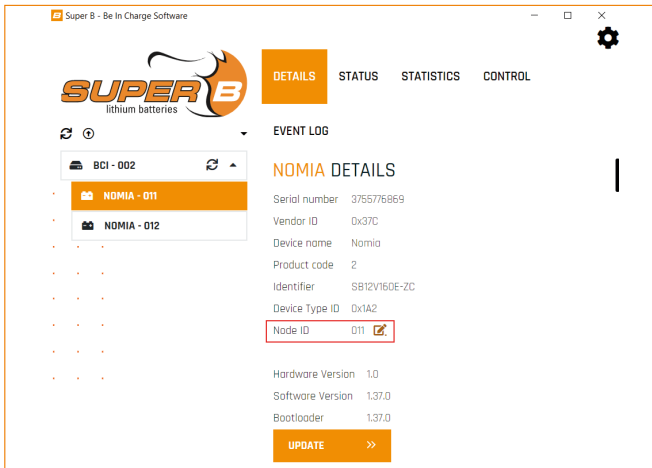 Super B - Be In Charge Software
SUPER B
lithium batteries
DETAILS STATUS STATISTICS CONTROL
EVENT LOG
BCI - 002
NOMIA - 011
NOMIA - 012
NOMIA DETAILS
Serial number 3755776869
Vendor ID 0x37C
Device name Nomia
Product code 2
Identifier SB12V160E-ZC
Device Type ID 0x1A2
Node ID 011
Hardware Version 1.0
Software Version 1.37.0
Bootloader 1.37.0
UPDATE >>